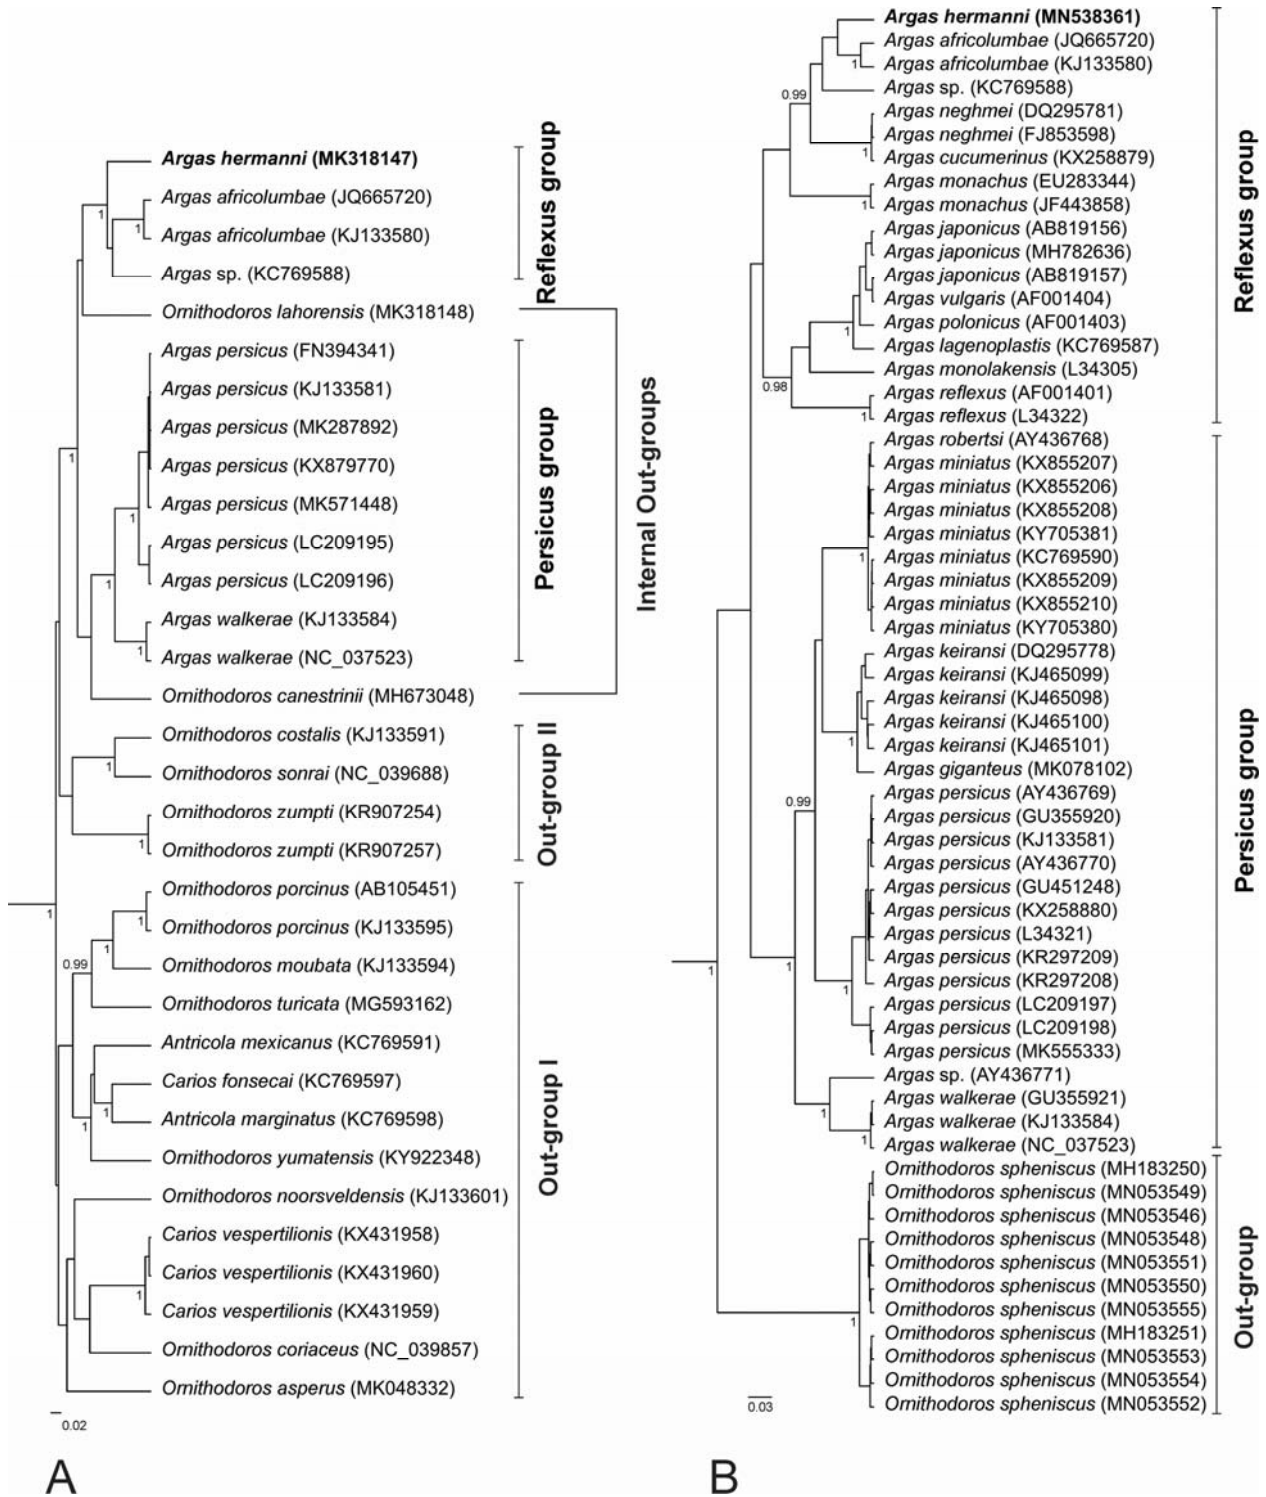 Argas hermanni (MK318147)
Argas africolumbae (JQ665720)
Argas africolumbae (KJ133580)
Argas sp. (KC769588)
Ornithodoros lahorensis (MK318148)
Argas persicus (FN394341)
Argas persicus (KJ133581)
Argas persicus (MK287892)
Argas persicus (KX879770)
Argas persicus (MK571448)
Argas persicus (LC209195)
Argas persicus (LC209196)
Argas walkerae (KJ133584)
Argas walkerae (NC_037523)
Ornithodoros canestrinii (MH673048)
Ornithodoros costalis (KJ133591)
Ornithodoros sonrai (NC_039688)
Ornithodoros zumpti (KR907254)
Ornithodoros zumpti (KR907257)
Ornithodoros porcinus (AB105451)
Ornithodoros porcinus (KJ133595)
Ornithodoros moubata (KJ133594)
Ornithodoros turicata (MG593162)
Antricola mexicanus (KC769591)
Carios fonsecai (KC769597)
Antricola marginatus (KC769598)
Ornithodoros yumatensis (KY922348)
Ornithodoros noorsveldensis (KJ133601)
Carios vespertilionis (KX431958)
Carios vespertilionis (KX431960)
Carios vespertilionis (KX431959)
Ornithodoros coriaceus (NC_039857)
Ornithodoros asperus (MK048332)
1
1
1
1
1
1
1
1
1
0.99
1
1
1
1
1
1
0.02
Reflexus group
Persicus group
Internal Out-groups
Out-group II
Out-group I
A
Argas hermanni (MN538361)
Argas africolumbae (JQ665720)
Argas africolumbae (KJ133580)
Argas sp. (KC769588)
Argas neghmei (DQ295781)
Argas neghmei (FJ853598)
Argas cucumerinus (KX258879)
Argas monachus (EU283344)
Argas monachus (JF443858)
Argas japonicus (AB819156)
Argas japonicus (MH782636)
Argas japonicus (AB819157)
Argas vulgaris (AF001404)
Argas polonicus (AF001403)
Argas lagenoplastis (KC769587)
Argas monolakensis (L34305)
Argas reflexus (AF001401)
Argas reflexus (L34322)
Argas robertsi (AY436768)
Argas miniatus (KX855207)
Argas miniatus (KX855206)
Argas miniatus (KX855208)
Argas miniatus (KY705381)
Argas miniatus (KC769590)
Argas miniatus (KX855209)
Argas miniatus (KX855210)
Argas miniatus (KY705380)
Argas keiransi (DQ295778)
Argas keiransi (KJ465099)
Argas keiransi (KJ465098)
Argas keiransi (KJ465100)
Argas keiransi (KJ465101)
Argas giganteus (MK078102)
Argas persicus (AY436769)
Argas persicus (GU355920)
Argas persicus (KJ133581)
Argas persicus (AY436770)
Argas persicus (GU451248)
Argas persicus (KX258880)
Argas persicus (L34321)
Argas persicus (KR297209)
Argas persicus (KR297208)
Argas persicus (LC209197)
Argas persicus (LC209198)
Argas persicus (MK555333)
Argas sp. (AY436771)
Argas walkerae (GU355921)
Argas walkerae (KJ133584)
Argas walkerae (NC_037523)
Ornithodoros spheniscus (MH183250)
Ornithodoros spheniscus (MN053549)
Ornithodoros spheniscus (MN053546)
Ornithodoros spheniscus (MN053548)
Ornithodoros spheniscus (MN053551)
Ornithodoros spheniscus (MN053550)
Ornithodoros spheniscus (MN053555)
Ornithodoros spheniscus (MH183251)
Ornithodoros spheniscus (MN053553)
Ornithodoros spheniscus (MN053554)
Ornithodoros spheniscus (MN053552)
1
0.99
1
1
1
0.98
1
1
1
0.99
1
1
1
1
1
1
0.03
Reflexus group
Persicus group
Out-group
B